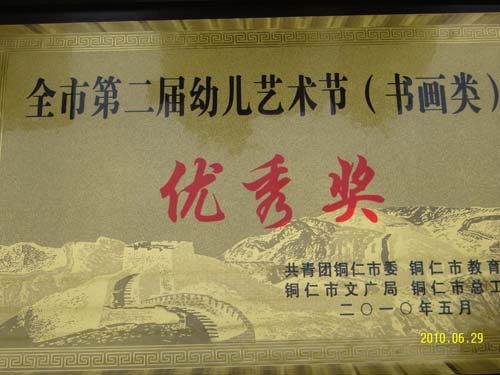 全市第二届幼儿艺术节（书画类）
优秀奖
共青团铜仁市委 铜仁市教育
铜仁市文广局 铜仁市总工
二〇一〇年五月
2010.06.29